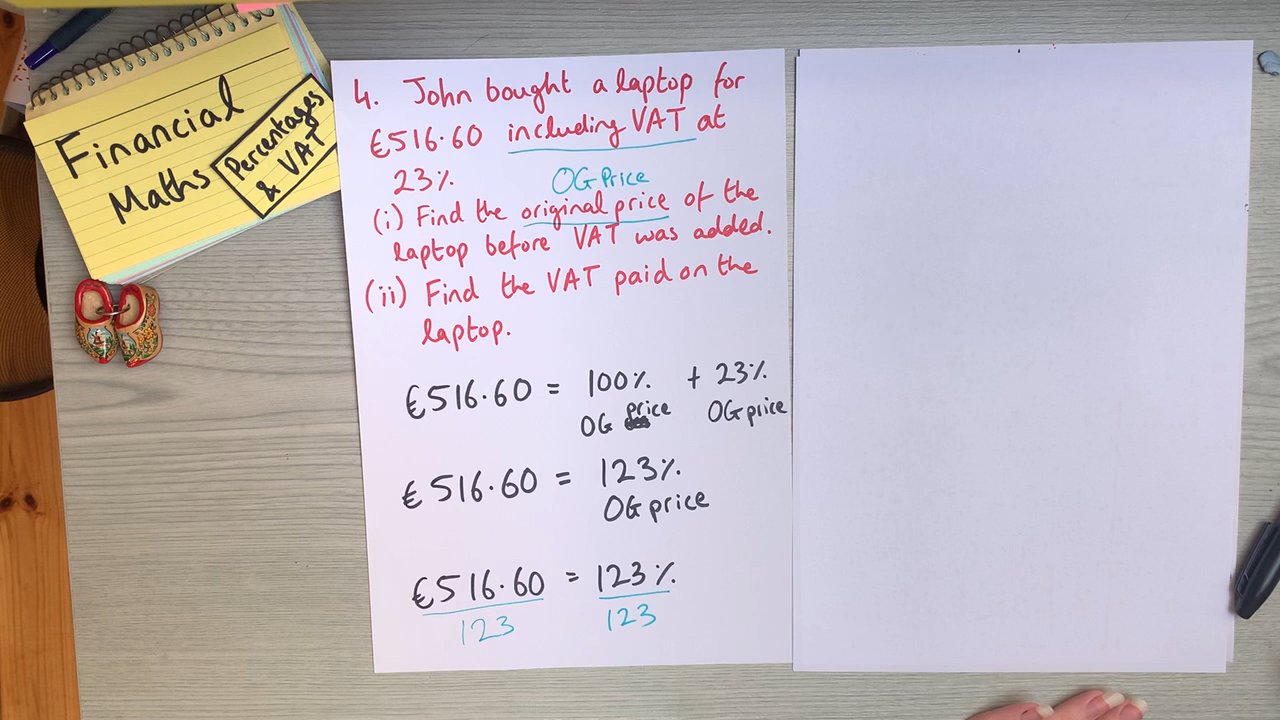 Financial
Maths
Percentages
& VAT
4. John bought a laptop for
€516.60 including VAT at
23%
OG Price
(i) Find the original price of the
laptop before VAT was added.
(ii) Find the VAT paid on the
laptop.
€516.60 = 100% + 23%
OG price OG price
€516.60 = 123%
OG price
€516.60 = 123%
123 123